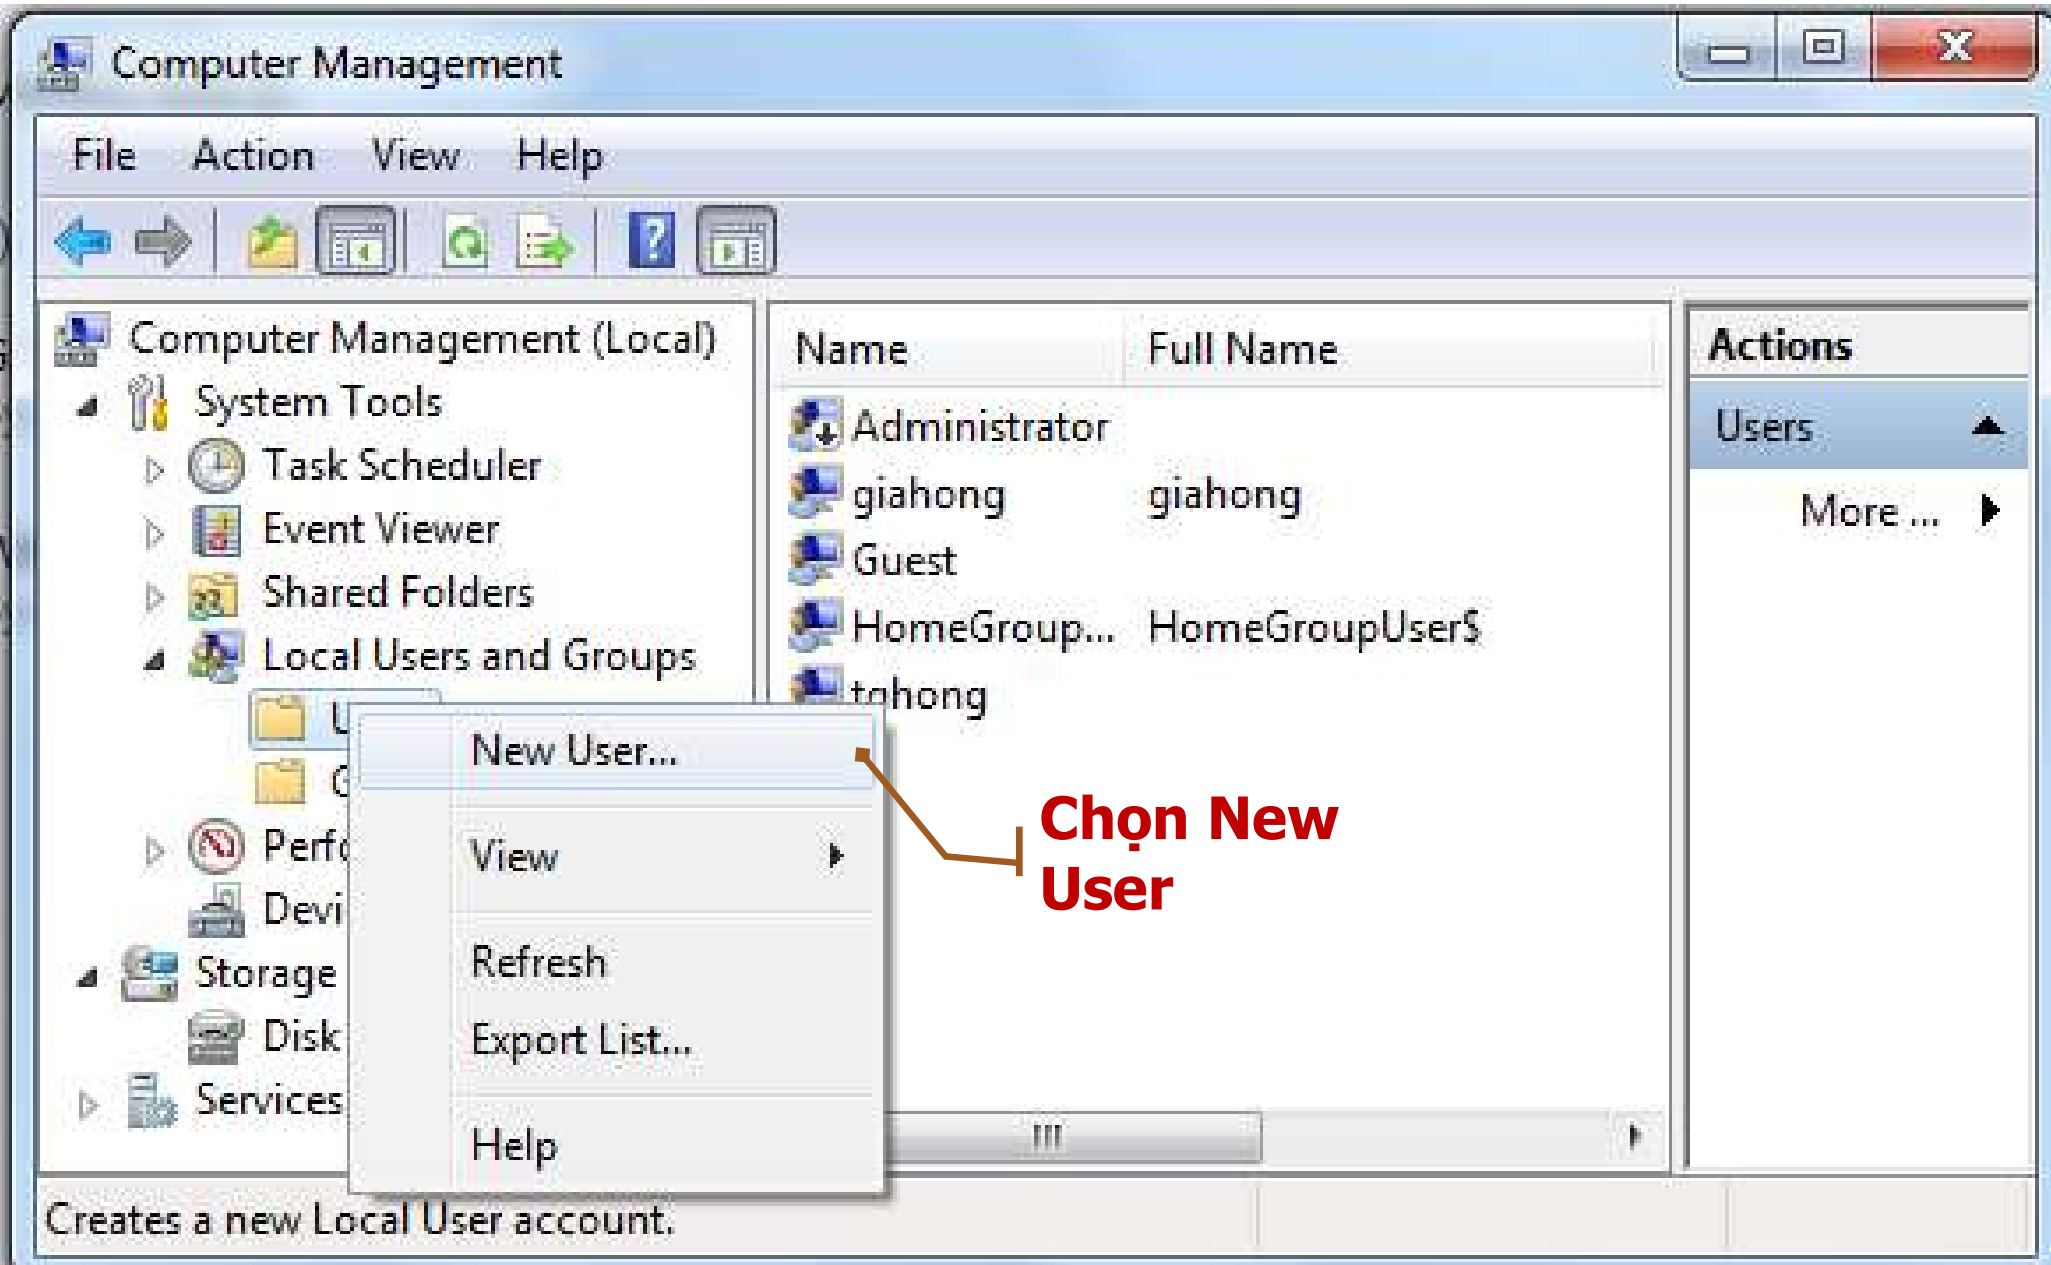 Computer Management
File Action View Help
Computer Management (Local)
System Tools
Task Scheduler
Event Viewer
Shared Folders
Local Users and Groups
Storage
Disk
Services
Name Full Name
Administrator
giahong giahong
Guest
HomeGroup... HomeGroupUser$
tghong
Actions
Users
More ...
New User...
View
Refresh
Export List...
Help
Chọn New
User
Creates a new Local User account.